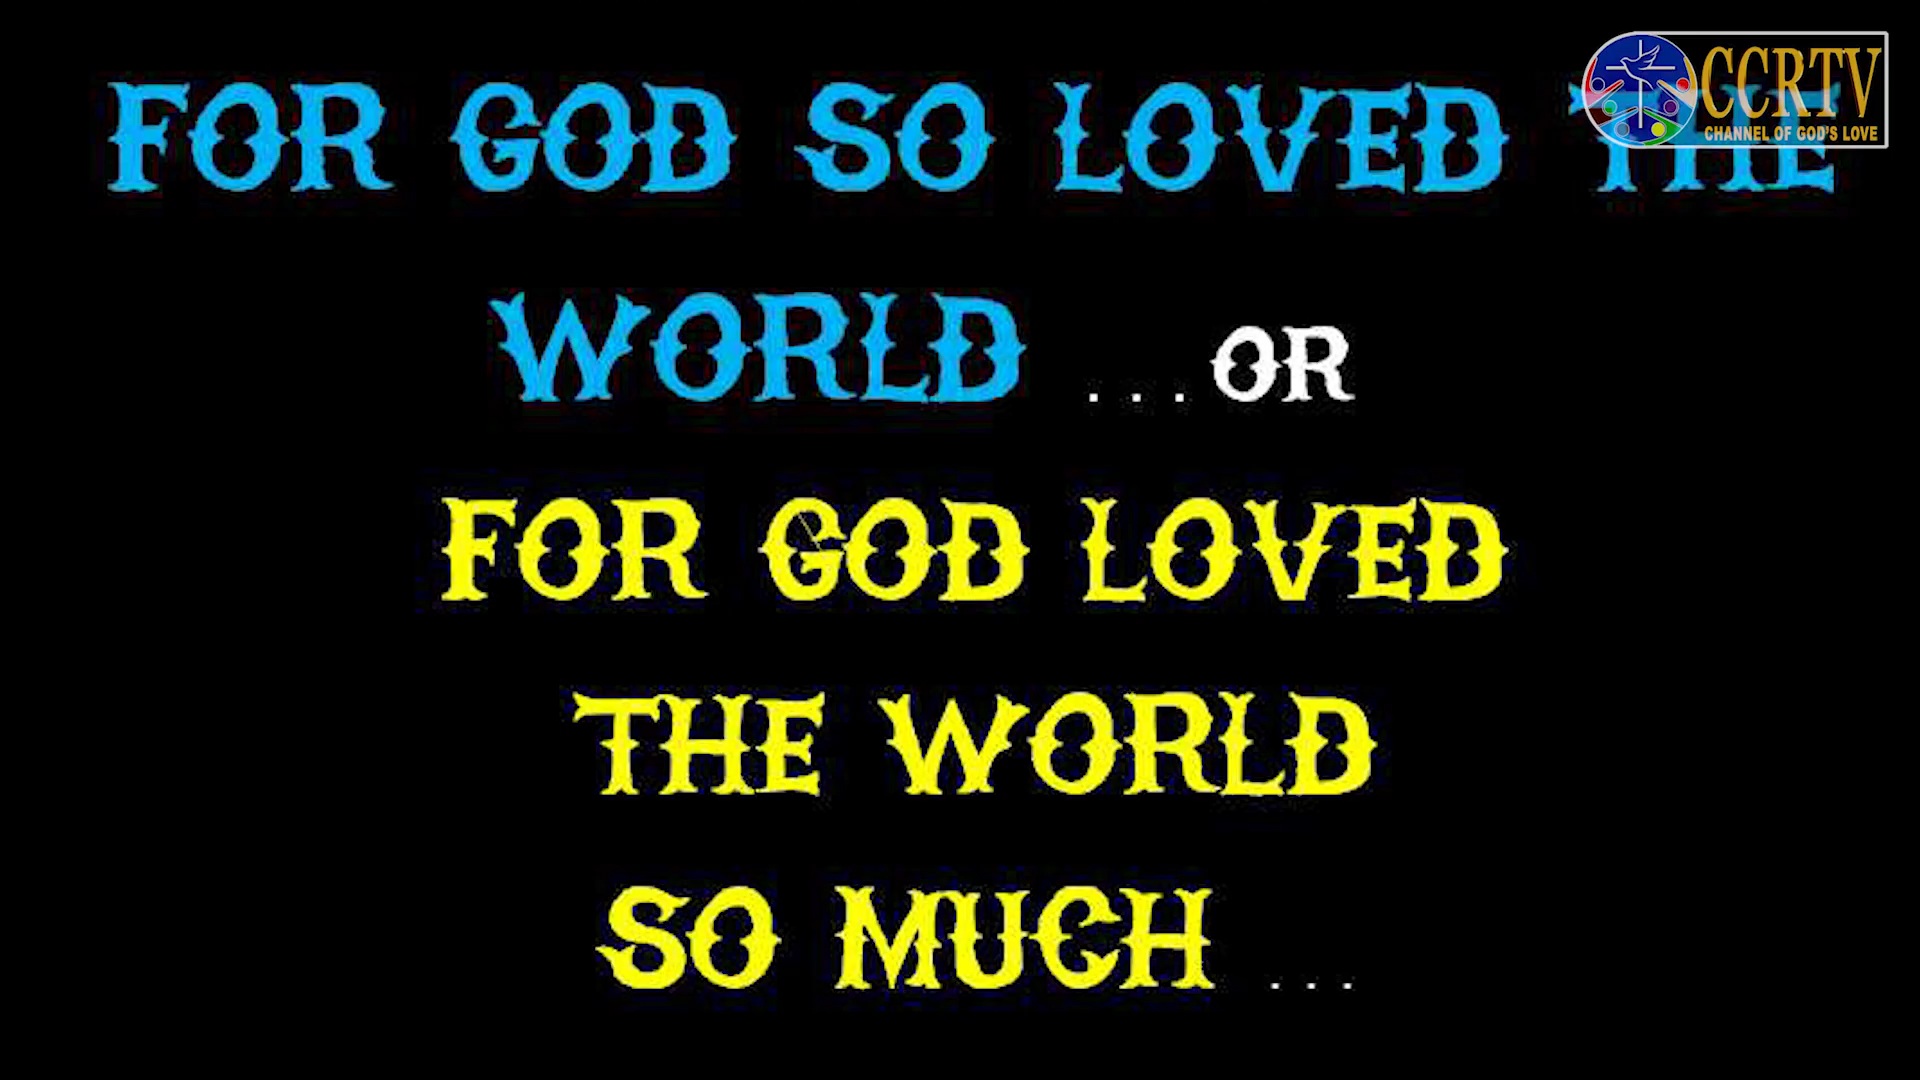 CCRTV
CHANNEL OF GOD'S LOVE
FOR GOD SO LOVED THE
WORLD ...OR
FOR GOD LOVED
THE WORLD
SO MUCH ...